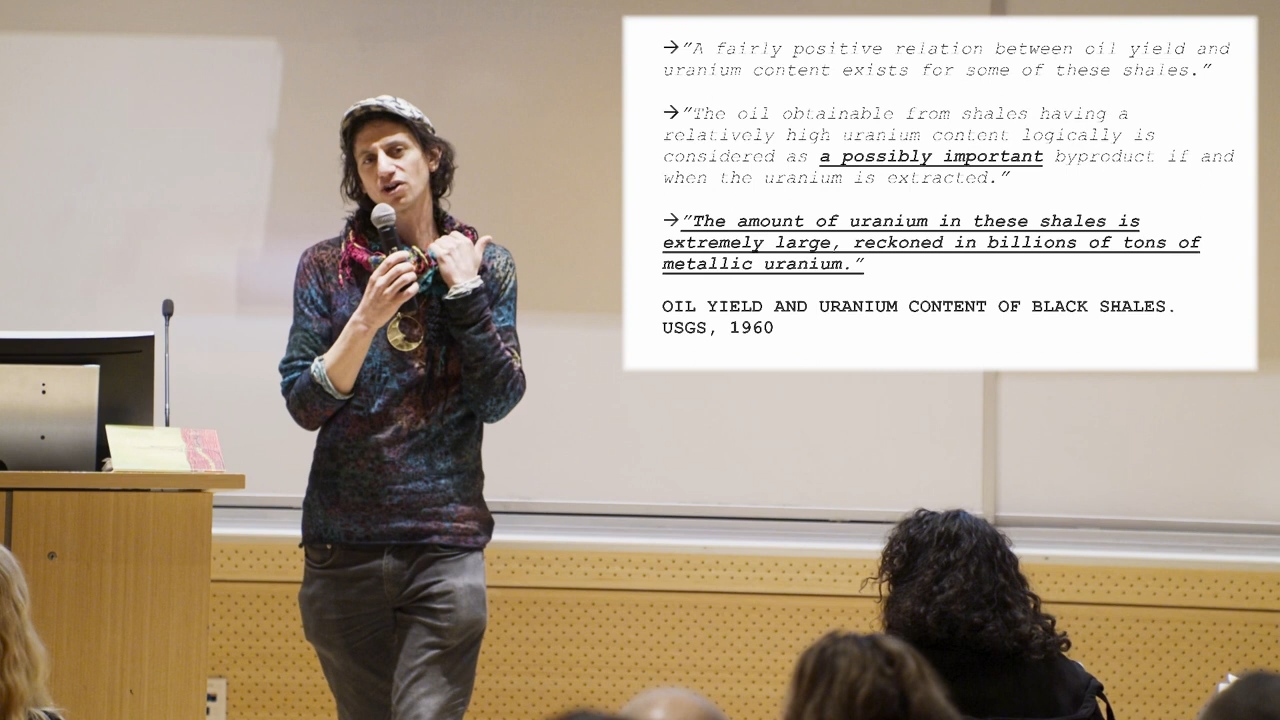 →"A fairly positive relation between oil yield and
uranium content exists for some of these shales."
→"The oil obtainable from shales having a
relatively high uranium content logically is
considered as a possibly important byproduct if and
when the uranium is extracted."
→"The amount of uranium in these shales is
extremely large, reckoned in billions of tons of
metallic uranium."
OIL YIELD AND URANIUM CONTENT OF BLACK SHALES.
USGS, 1960